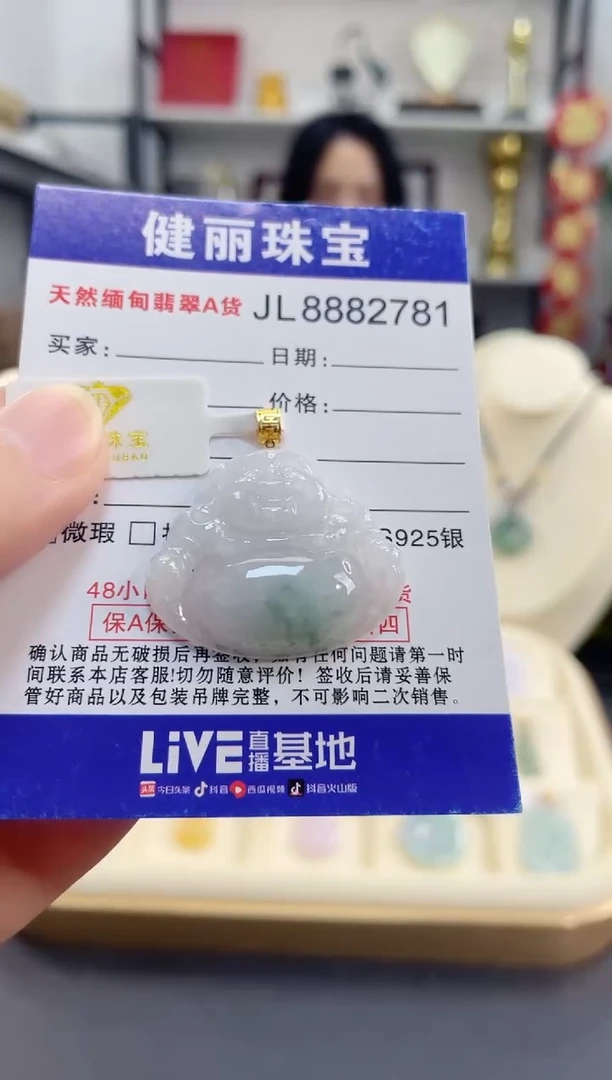 健丽珠宝
天然缅甸翡翠A货 JL8882781
买家: 日期:
价格:
珠宝
微瑕
S925银
48小
货
保A保
四
确认商品无破损后再签收,如有任何问题请第一时
间联系本店客服!切勿随意评价! 签收后请妥善保
管好商品以及包装吊牌完整,不可影响二次销售。
LiVE直播基地
头条 今日头条 抖音 西瓜视频 抖音火山版